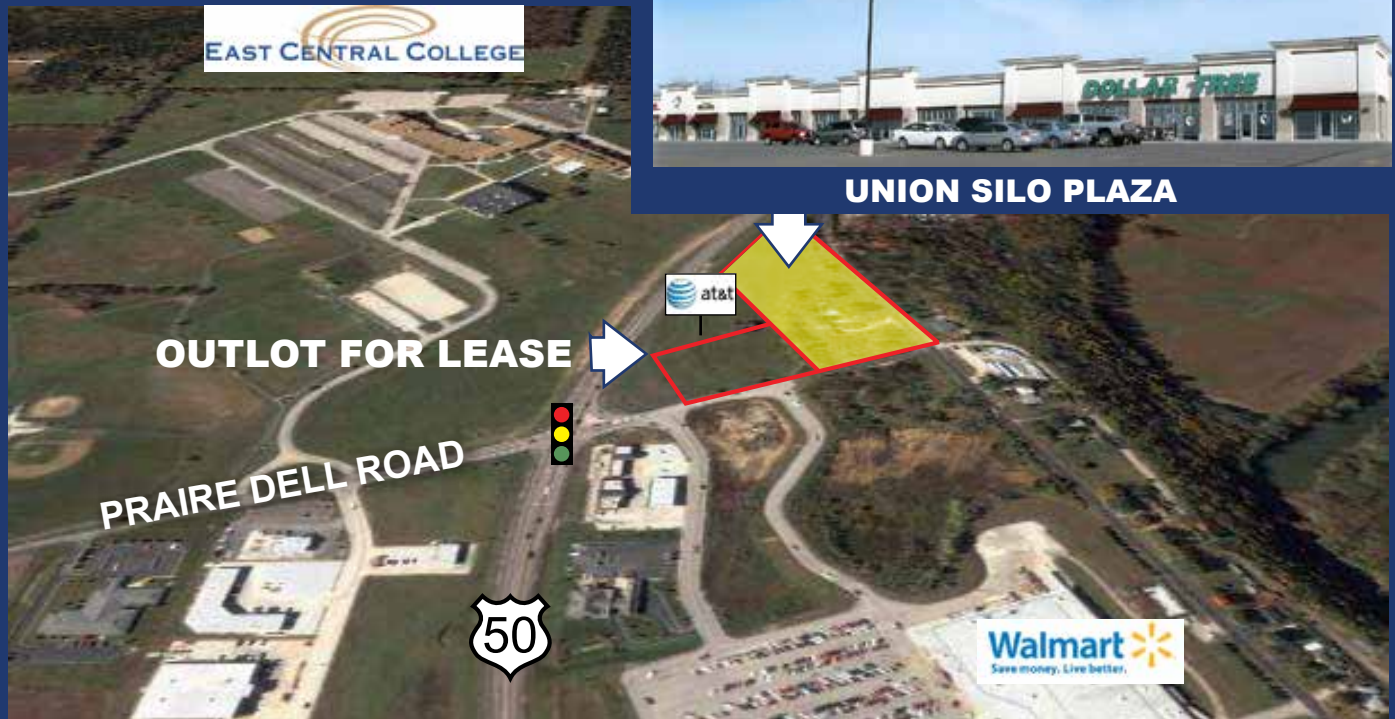 EAST CENTRAL COLLEGE
DOLLAR TREE
UNION SILO PLAZA
at&t
OUTLOT FOR LEASE
PRAIRE DELL ROAD
50
Walmart
Save money. Live better.